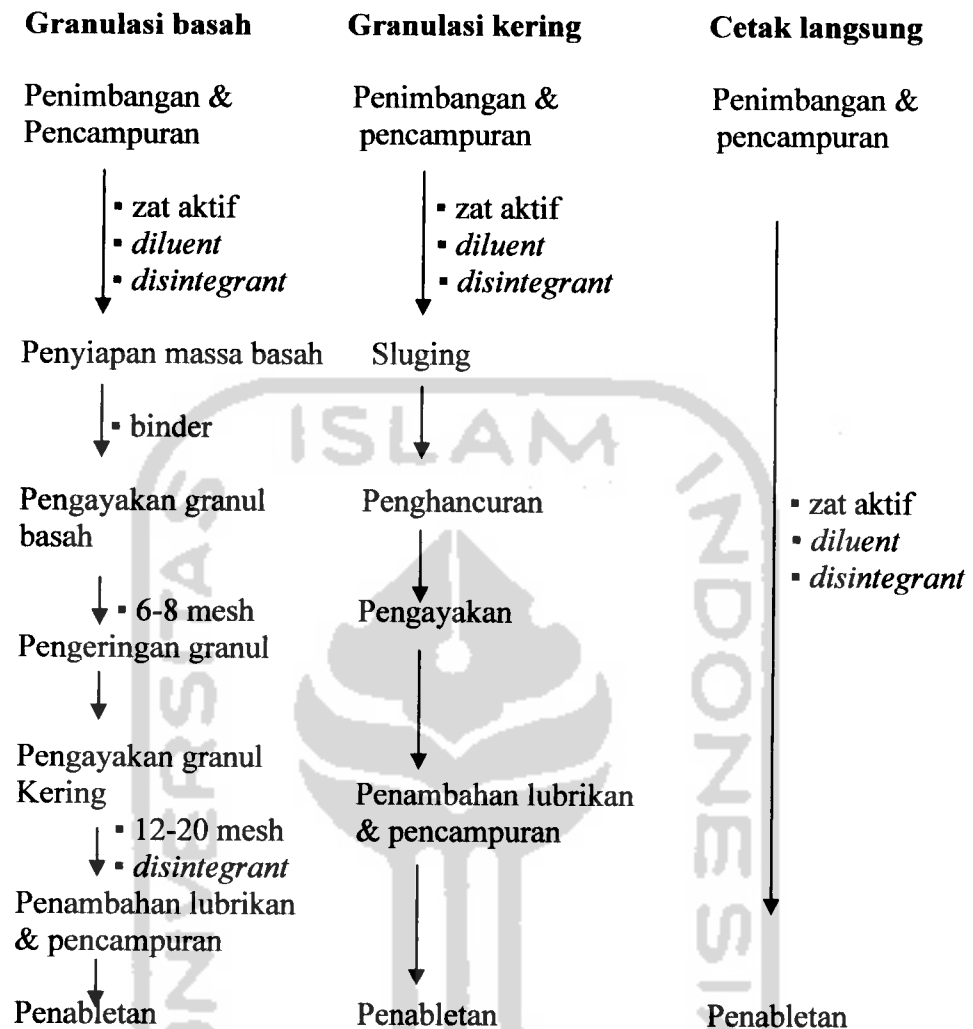 Granulasi basah
Penimbangan &
Pencampuran
▪ zat aktif
▪ diluent
▪ disintegrant
Penyiapan massa basah
▪ binder
Pengayakan granul
basah
▪ 6-8 mesh
Pengeringan granul
Pengayakan granul
Kering
▪ 12-20 mesh
▪ disintegrant
Penambahan lubrikan
& pencampuran
Penabletan
Granulasi kering
Penimbangan &
pencampuran
▪ zat aktif
▪ diluent
▪ disintegrant
Sluging
Penghancuran
Pengayakan
Penambahan lubrikan
& pencampuran
Penabletan
Cetak langsung
Penimbangan &
pencampuran
▪ zat aktif
▪ diluent
▪ disintegrant
Penabletan
ISLAM